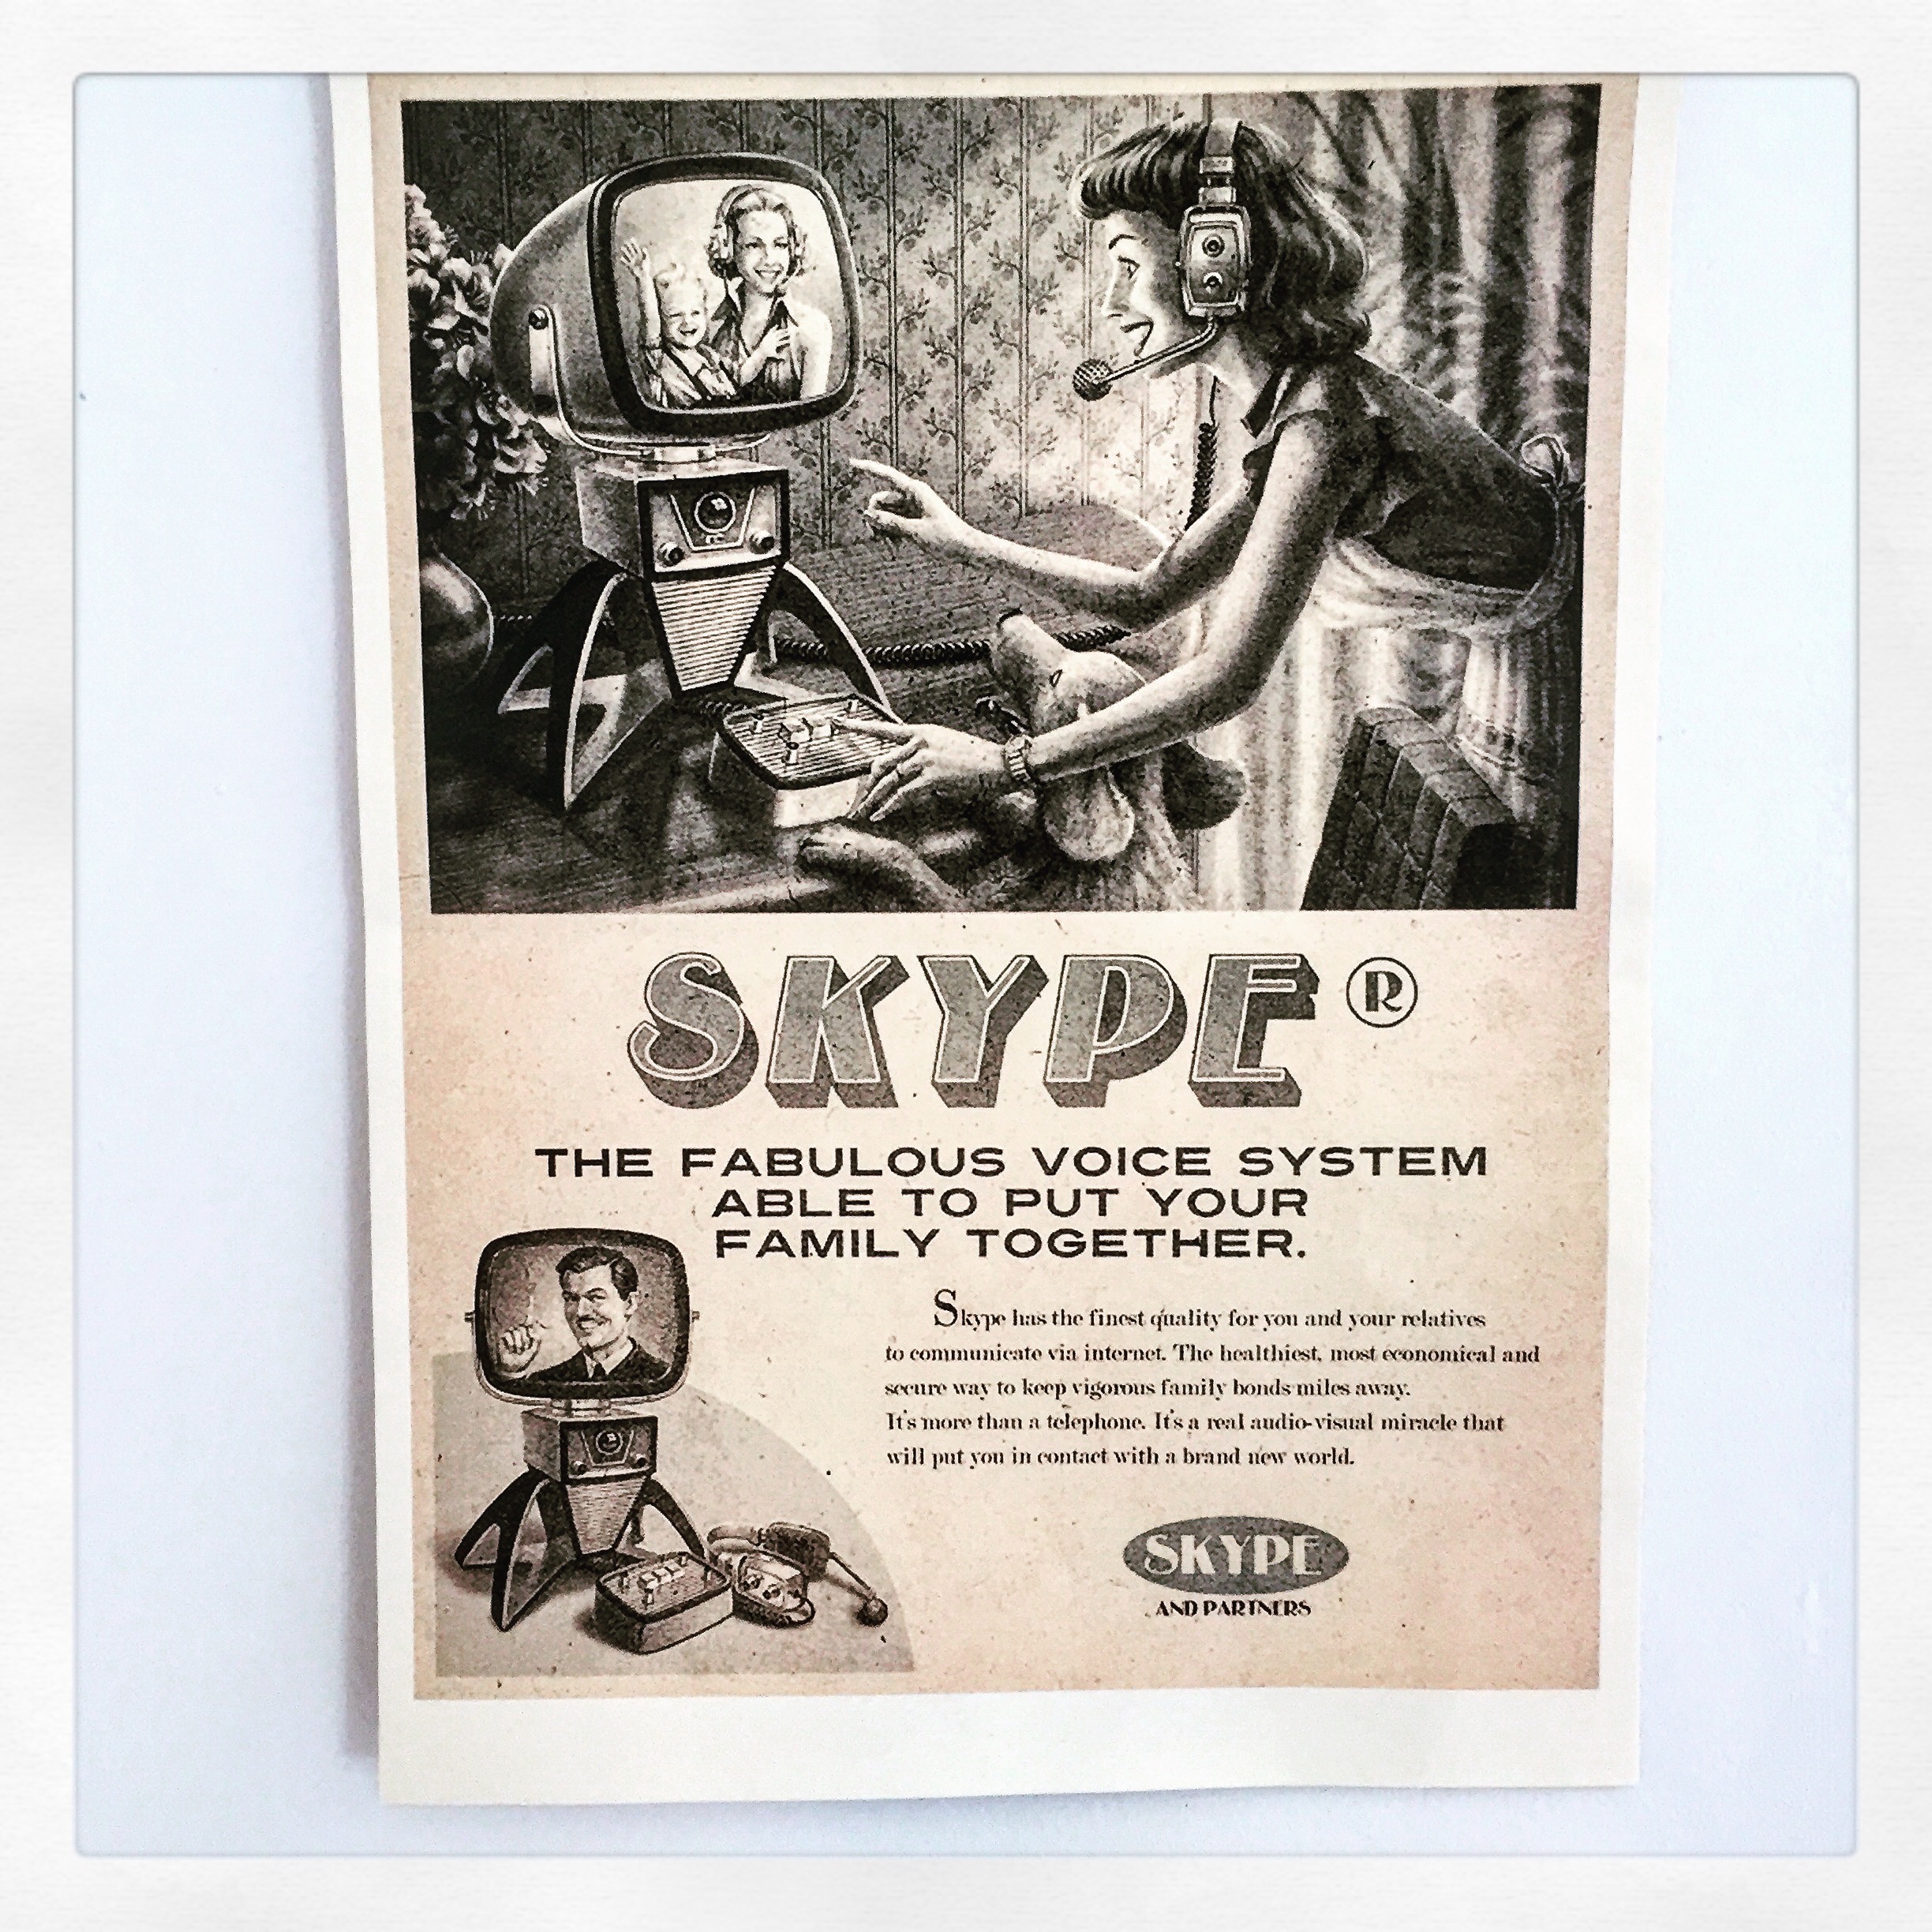 SKYPE ®
THE FABULOUS VOICE SYSTEM
ABLE TO PUT YOUR
FAMILY TOGETHER.
Skype has the finest quality for you and your relatives
to communicate via internet. The healthiest, most economical and
secure way to keep vigorous family bonds miles away.
It's more than a telephone. It's a real audio-visual miracle that
will put you in contact with a brand new world.
SKYPE
AND PARTNERS